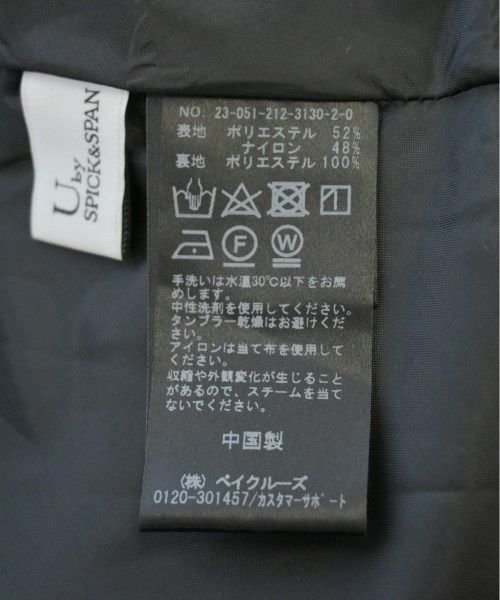 U by
SPICK&SPAN
NO. 23-051-212-3130-2-0
表地 ポリエステル 52%
ナイロン 48%
裏地 ポリエステル 100%
F W
手洗いは水温30℃以下をお薦
めします。
中性洗剤を使用してください。
タンブラー乾燥はお避けくださ
い。
アイロンは当て布を使用して
ください。
収縮や外観変化が生じること
があるので、スチームを当て
ないでください。
中国製
(株) ベイクルーズ
0120-301457/カスタマーサポート